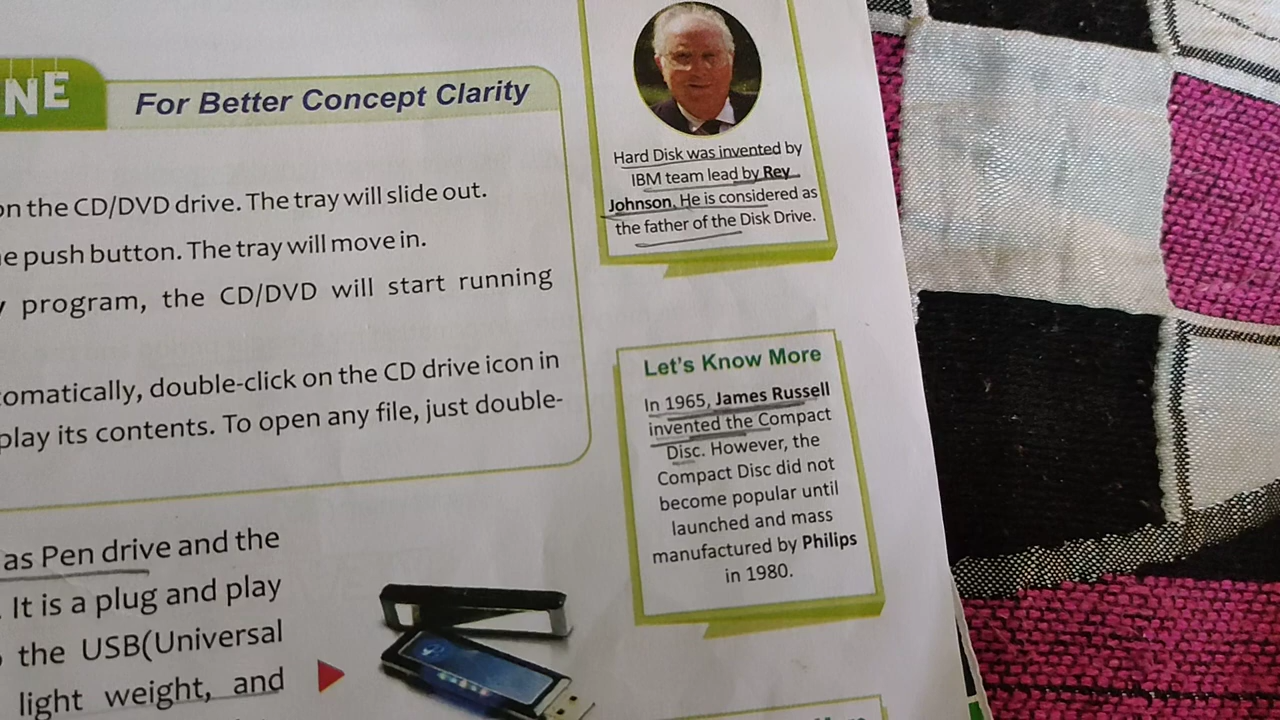 NE
For Better Concept Clarity
on the CD/DVD drive. The tray will slide out.
push button. The tray will move in.
program, the CD/DVD will start running
double-click on the CD drive icon in
play its contents. To open any file, just double-
as Pen drive and the
. It is a plug and play
the USB(Universal
light weight, and
Hard Disk was invented by
IBM team lead by Rey
Johnson. He is considered as
the father of the Disk Drive.
Let's Know More
In 1965, James Russell
invented the Compact
Disc. However, the
Compact Disc did not
become popular until
launched and mass
manufactured by Philips
in 1980.